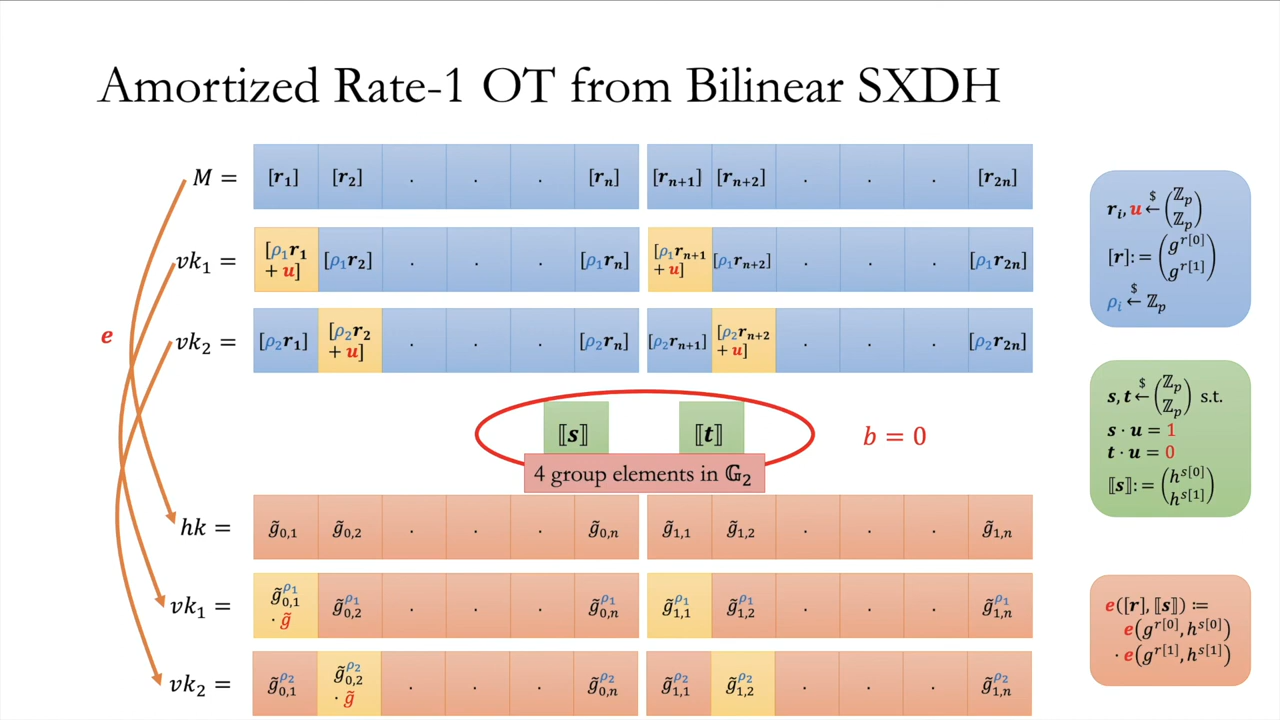 Amortized Rate-1 OT from Bilinear SXDH
M = [r₁] [r₂] . . . [rₙ] [rₙ₊₁] [rₙ₊₂] . . . [r₂ₙ]
vk₁ = [ρ₁r₁ + u] [ρ₁r₂] . . . [ρ₁rₙ] [ρ₁rₙ₊₁ + u] [ρ₁rₙ₊₂] . . . [ρ₁r₂ₙ]
e
vk₂ = [ρ₂r₁] [ρ₂r₂ + u] . . . [ρ₂rₙ] [ρ₂rₙ₊₁] [ρ₂rₙ₊₂ + u] . . . [ρ₂r₂ₙ]
⟦s⟧ ⟦t⟧ b = 0
4 group elements in 𝔾₂
hk = g̃₀,₁ g̃₀,₂ . . . g̃₀,ₙ g̃₁,₁ g̃₁,₂ . . . g̃₁,ₙ
vk₁ = g̃₀,₁^ρ₁ · g̃ g̃₀,₂^ρ₁ . . . g̃₀,ₙ^ρ₁ g̃₁,₁^ρ₁ g̃₁,₂^ρ₁ . . . g̃₁,ₙ^ρ₁
vk₂ = g̃₀,₁^ρ₂ g̃₀,₂^ρ₂ · g̃ . . . g̃₀,ₙ^ρ₂ g̃₁,₁^ρ₂ g̃₁,₂^ρ₂ . . . g̃₁,ₙ^ρ₂
rᵢ, u ←$ (ℤₚ ℤₚ)
[r] := (g^r[0] g^r[1])
ρᵢ ←$ ℤₚ
s, t ←$ (ℤₚ ℤₚ) s.t.
s · u = 1
t · u = 0
⟦s⟧ := (h^s[0] h^s[1])
e([r], ⟦s⟧) :=
e(g^r[0], h^s[0])
· e(g^r[1], h^s[1])